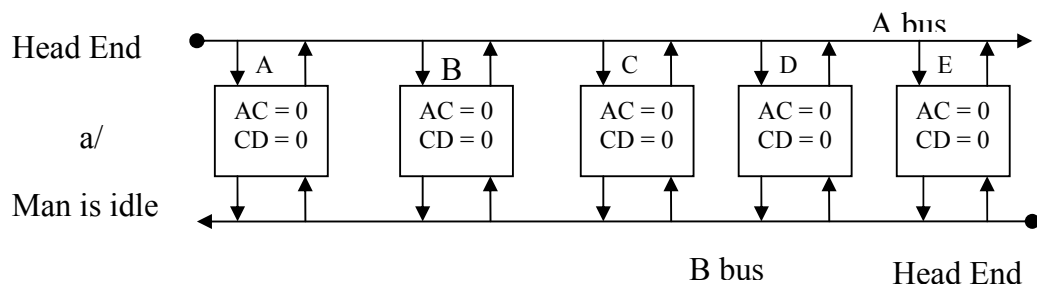 A bus
Head End
A B C D E
AC = 0 AC = 0 AC = 0 AC = 0 AC = 0
CD = 0 CD = 0 CD = 0 CD = 0 CD = 0
a/
Man is idle
B bus
Head End